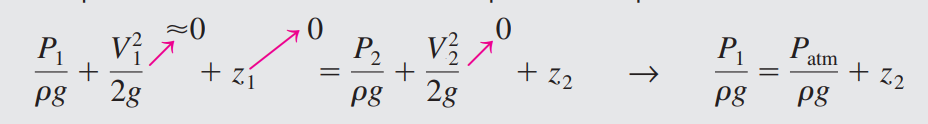 P₁/ρg + V₁²/2g ≈0 + z₁ 0 = P₂/ρg + V₂²/2g 0 + z₂ → P₁/ρg = Patm/ρg + z₂